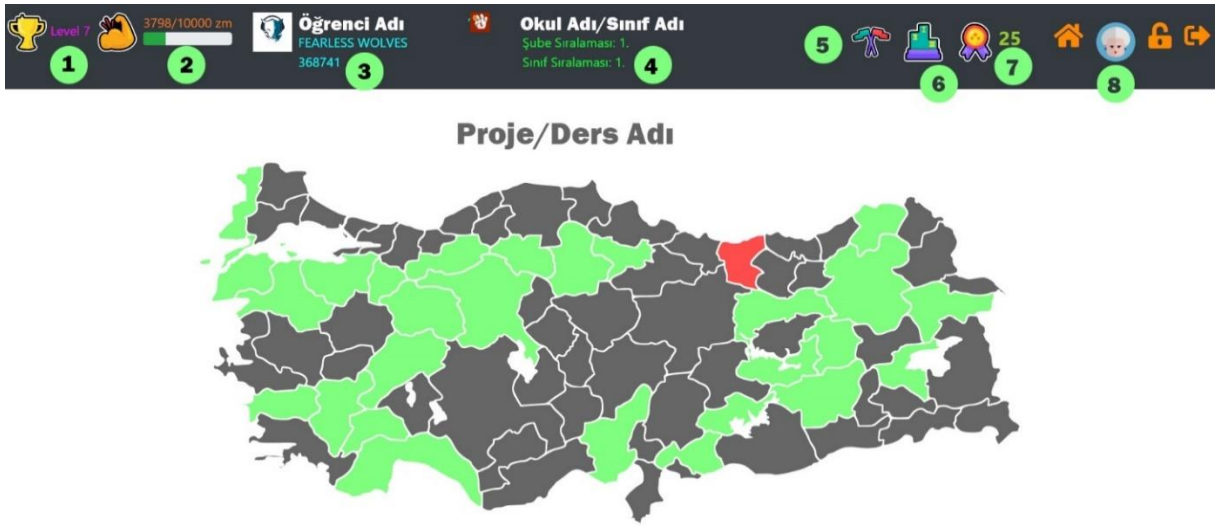 Level 7
1
3798/10000 zm
2
Öğrenci Adı
FEARLESS WOLVES
368741
3
Okul Adı/Sınıf Adı
Şube Sıralaması: 1.
Sınıf Sıralaması: 1.
4
5
6
25
7
8
Proje/Ders Adı